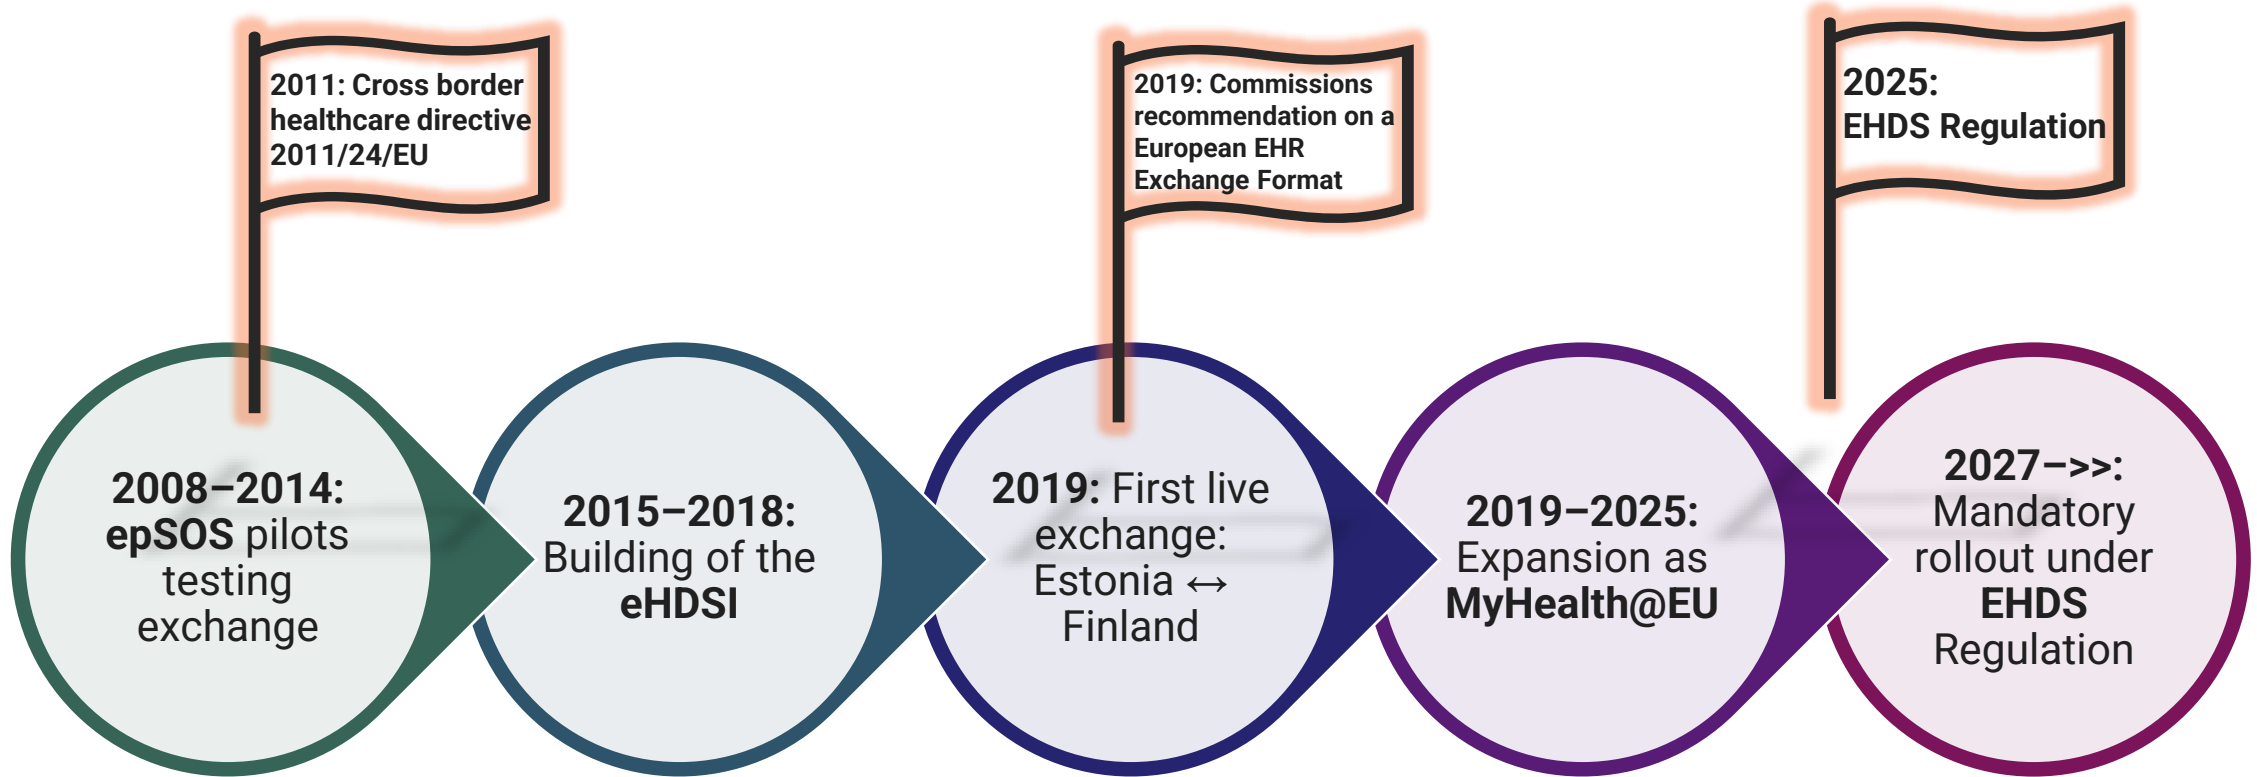 2011: Cross border
healthcare directive
2011/24/EU
2019: Commissions
recommendation on a
European EHR
Exchange Format
2025:
EHDS Regulation
2008–2014:
epSOS pilots
testing
exchange
2015–2018:
Building of the
eHDSI
2019: First live
exchange:
Estonia ↔
Finland
2019–2025:
Expansion as
MyHealth@EU
2027–>>:
Mandatory
rollout under
EHDS
Regulation